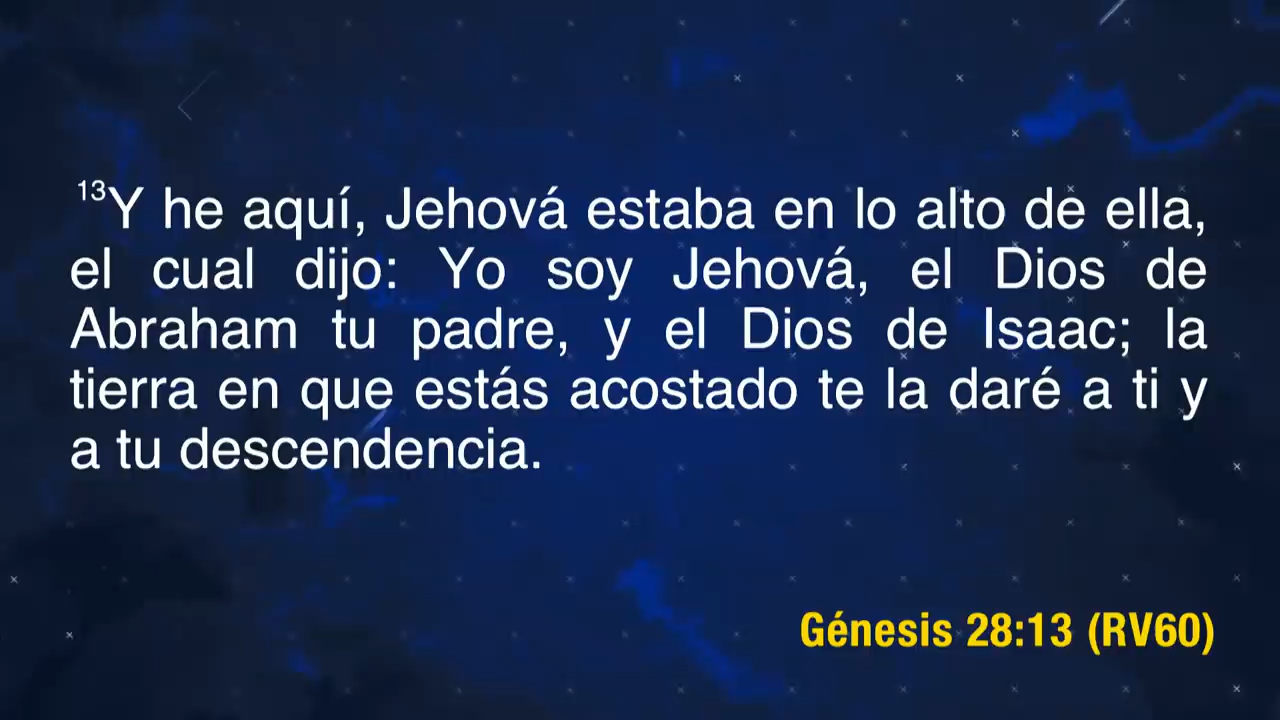 ¹³Y he aquí, Jehová estaba en lo alto de ella,
el cual dijo: Yo soy Jehová, el Dios de
Abraham tu padre, y el Dios de Isaac; la
tierra en que estás acostado te la daré a ti y
a tu descendencia.
Génesis 28:13 (RV60)